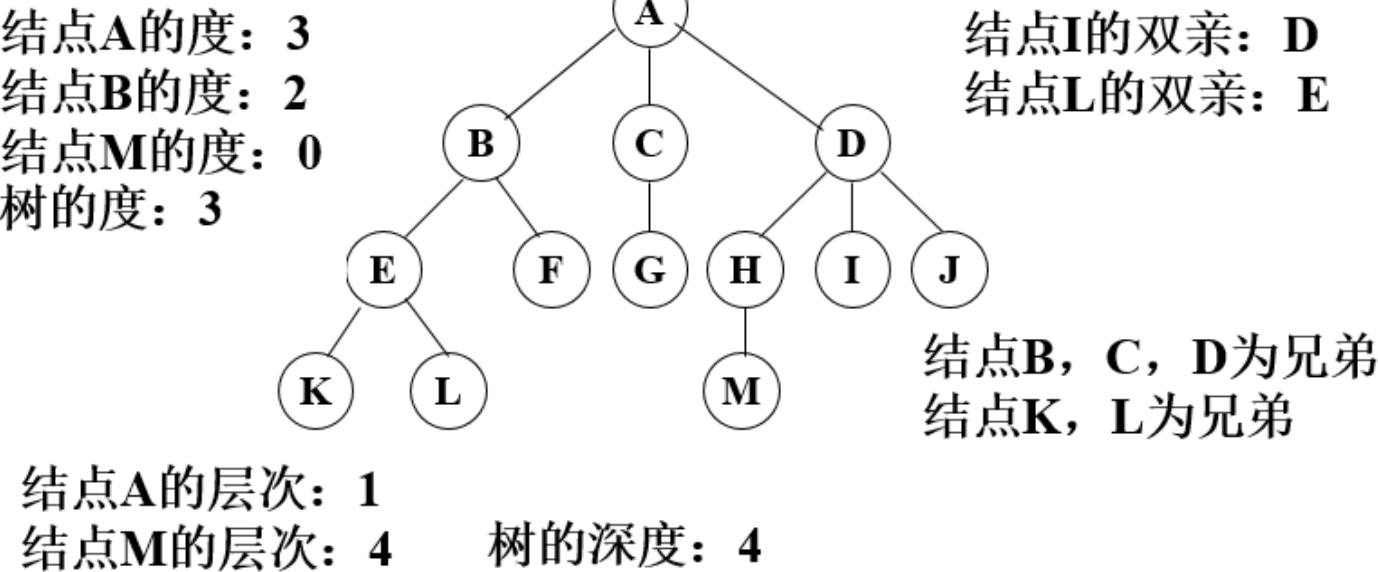 结点A的度：3
结点B的度：2
结点M的度：0
树的度：3
结点I的双亲：D
结点L的双亲：E
A
B C D
E F G H I J
K L M
结点B，C，D为兄弟
结点K，L为兄弟
结点A的层次：1
结点M的层次：4 树的深度：4